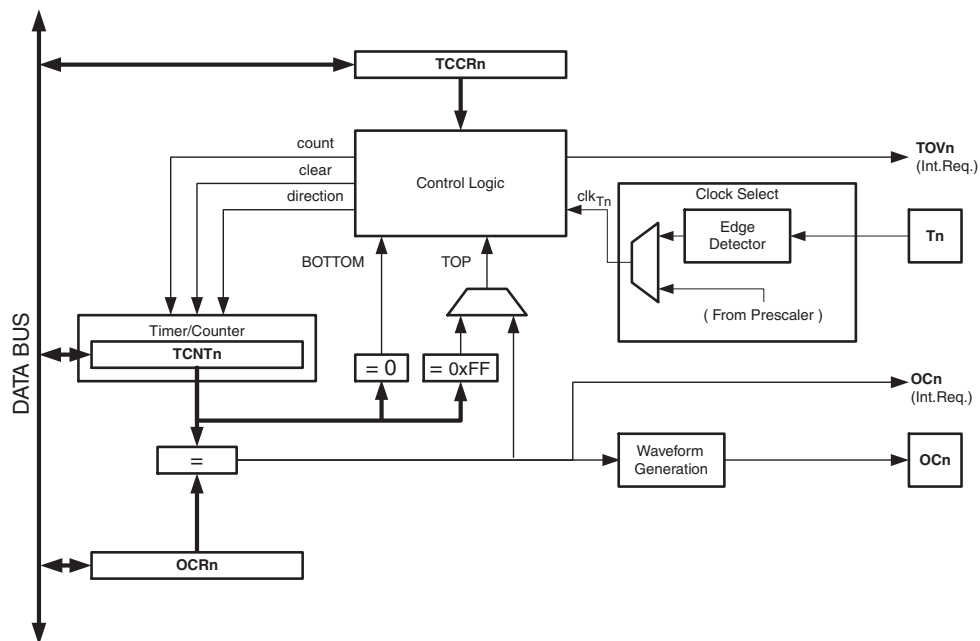 TCCRn
count
clear
direction
Control Logic
TOVn
(Int.Req.)
clkTn
Clock Select
Edge
Detector
Tn
( From Prescaler )
BOTTOM
TOP
Timer/Counter
TCNTn
= 0
= 0xFF
OCn
(Int.Req.)
=
Waveform
Generation
OCn
OCRn
DATA BUS